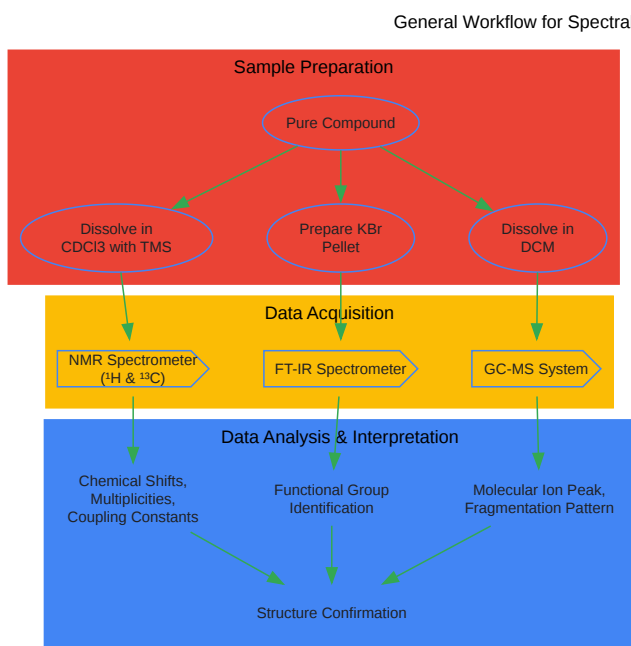 General Workflow for Spectra
Sample Preparation
Pure Compound
Dissolve in
CDCl3 with TMS
Prepare KBr
Pellet
Dissolve in
DCM
Data Acquisition
NMR Spectrometer
(¹H & ¹³C)
FT-IR Spectrometer
GC-MS System
Data Analysis & Interpretation
Chemical Shifts,
Multiplicities,
Coupling Constants
Functional Group
Identification
Molecular Ion Peak,
Fragmentation Pattern
Structure Confirmation